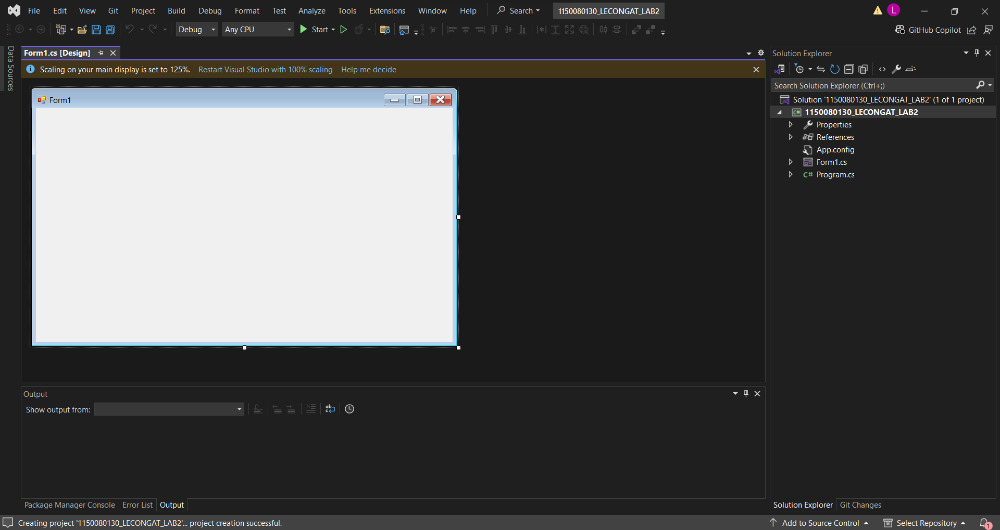 File Edit View Git Project Build Debug Format Test Analyze Tools Extensions Window Help Search 1150080130_LECONGAT_LAB2 L
Debug Any CPU Start GitHub Copilot
Data Sources
Form1.cs [Design]
Scaling on your main display is set to 125%. Restart Visual Studio with 100% scaling Help me decide
Form1
Output
Show output from:
Package Manager Console Error List Output
Solution Explorer
Search Solution Explorer (Ctrl+;)
Solution '1150080130_LECONGAT_LAB2' (1 of 1 project)
1150080130_LECONGAT_LAB2
Properties
References
App.config
Form1.cs
C# Program.cs
Solution Explorer Git Changes
Creating project '1150080130_LECONGAT_LAB2'... project creation successful. Add to Source Control Select Repository 1